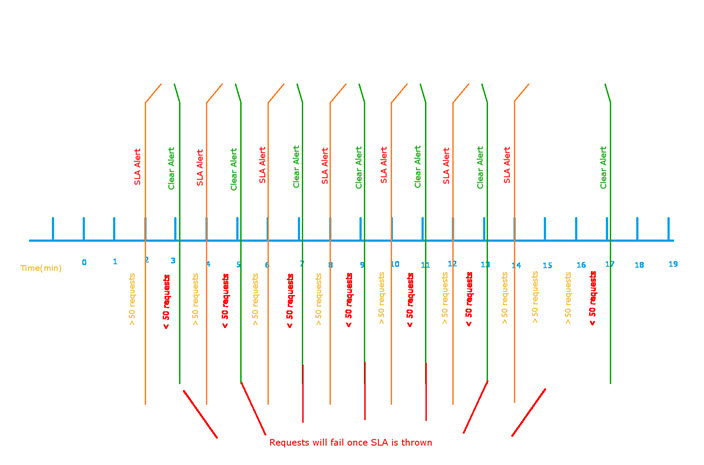 SLA Alert
Clear Alert
SLA Alert
Clear Alert
SLA Alert
Clear Alert
SLA Alert
Clear Alert
SLA Alert
Clear Alert
SLA Alert
Clear Alert
SLA Alert
Clear Alert
Time(min)
0 1 2 3 4 5 6 7 8 9 10 11 12 13 14 15 16 17 18 19
> 50 requests
< 50 requests
> 50 requests
< 50 requests
> 50 requests
< 50 requests
> 50 requests
< 50 requests
> 50 requests
< 50 requests
> 50 requests
< 50 requests
> 50 requests
> 50 requests
> 50 requests
< 50 requests
Requests will fail once SLA is thrown